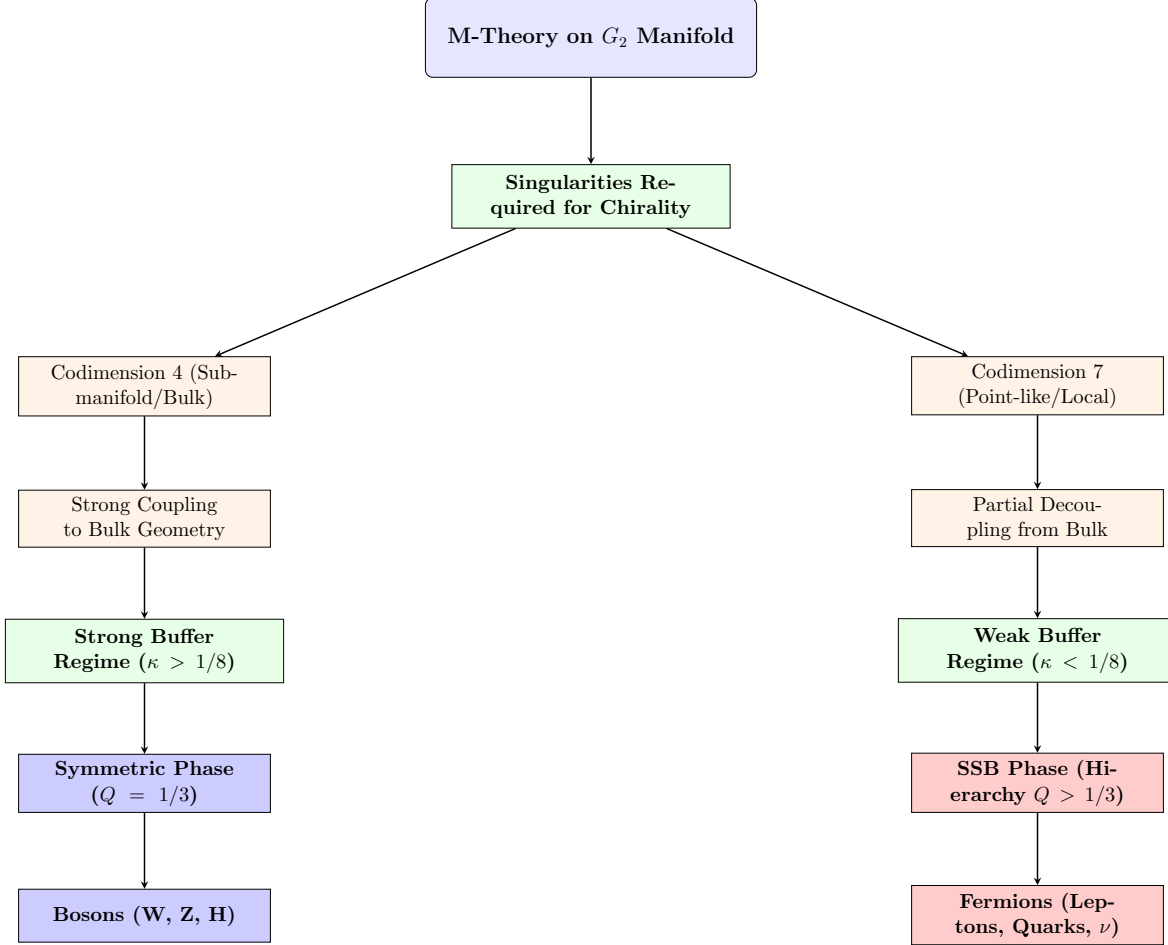 M-Theory on G₂ Manifold
Singularities Re-
quired for Chirality
Codimension 4 (Sub-
manifold/Bulk)
Codimension 7
(Point-like/Local)
Strong Coupling
to Bulk Geometry
Partial Decou-
pling from Bulk
Strong Buffer
Regime (κ > 1/8)
Weak Buffer
Regime (κ < 1/8)
Symmetric Phase
(Q = 1/3)
SSB Phase (Hi-
erarchy Q > 1/3)
Bosons (W, Z, H)
Fermions (Lep-
tons, Quarks, ν)